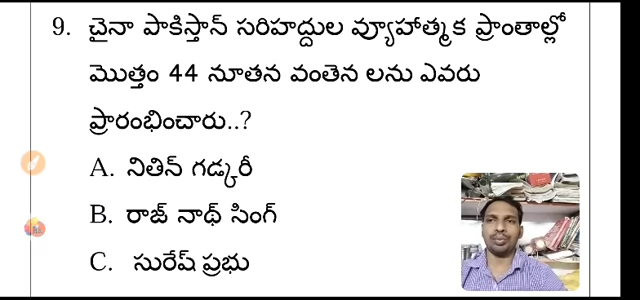 9. చైనా పాకిస్తాన్ సరిహద్దుల వ్యూహాత్మక ప్రాంతాల్లో
మొత్తం 44 నూతన వంతెన లను ఎవరు
ప్రారంభించారు..?
A. నితిన్ గడ్కరీ
B. రాజ్ నాథ్ సింగ్
C. సురేష్ ప్రభు